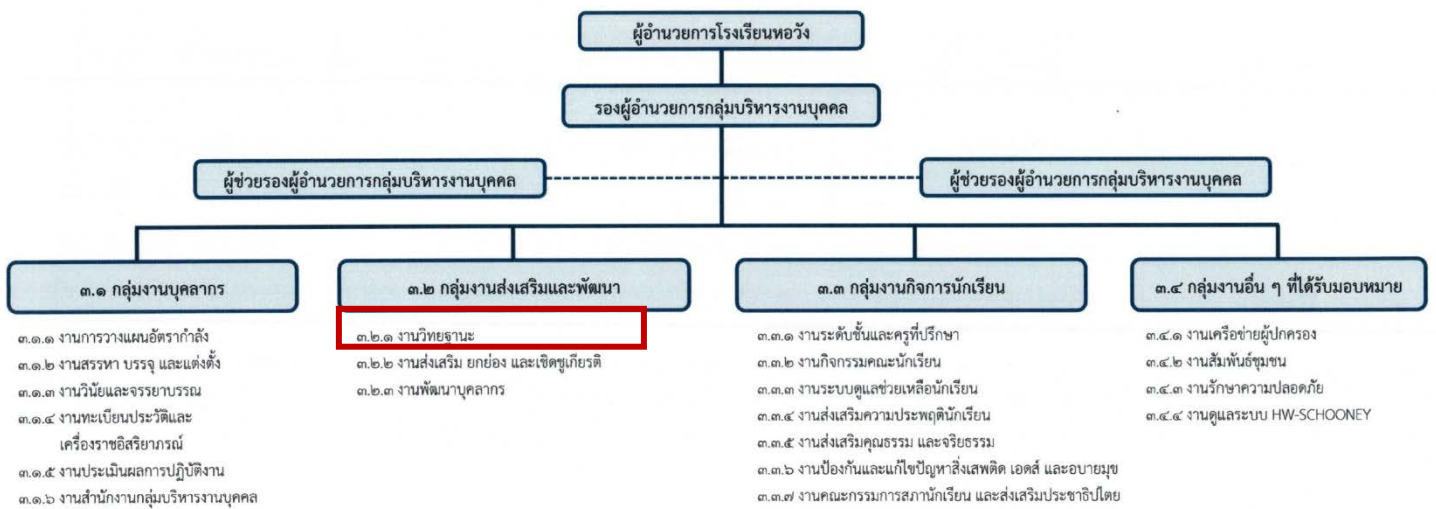 ผู้อำนวยการโรงเรียนหอวัง
รองผู้อำนวยการกลุ่มบริหารงานบุคคล
ผู้ช่วยรองผู้อำนวยการกลุ่มบริหารงานบุคคล
ผู้ช่วยรองผู้อำนวยการกลุ่มบริหารงานบุคคล
๓.๑ กลุ่มงานบุคลากร
๓.๑.๑ งานการวางแผนอัตรากำลัง
๓.๑.๒ งานสรรหา บรรจุ และแต่งตั้ง
๓.๑.๓ งานวินัยและจรรยาบรรณ
๓.๑.๔ งานทะเบียนประวัติและ
เครื่องราชอิสริยาภรณ์
๓.๑.๕ งานประเมินผลการปฏิบัติงาน
๓.๑.๖ งานสำนักงานกลุ่มบริหารงานบุคคล
๓.๒ กลุ่มงานส่งเสริมและพัฒนา
๓.๒.๑ งานวิทยฐานะ
๓.๒.๒ งานส่งเสริม ยกย่อง และเชิดชูเกียรติ
๓.๒.๓ งานพัฒนาบุคลากร
๓.๓ กลุ่มงานกิจการนักเรียน
๓.๓.๑ งานระดับชั้นและครูที่ปรึกษา
๓.๓.๒ งานกิจกรรมคณะนักเรียน
๓.๓.๓ งานระบบดูแลช่วยเหลือนักเรียน
๓.๓.๔ งานส่งเสริมความประพฤตินักเรียน
๓.๓.๕ งานส่งเสริมคุณธรรม และจริยธรรม
๓.๓.๖ งานป้องกันและแก้ไขปัญหาสิ่งเสพติด เอดส์ และอบายมุข
๓.๓.๗ งานคณะกรรมการสภานักเรียน และส่งเสริมประชาธิปไตย
๓.๔ กลุ่มงานอื่น ๆ ที่ได้รับมอบหมาย
๓.๔.๑ งานเครือข่ายผู้ปกครอง
๓.๔.๒ งานสัมพันธ์ชุมชน
๓.๔.๓ งานรักษาความปลอดภัย
๓.๔.๔ งานดูแลระบบ HW-SCHOONEY